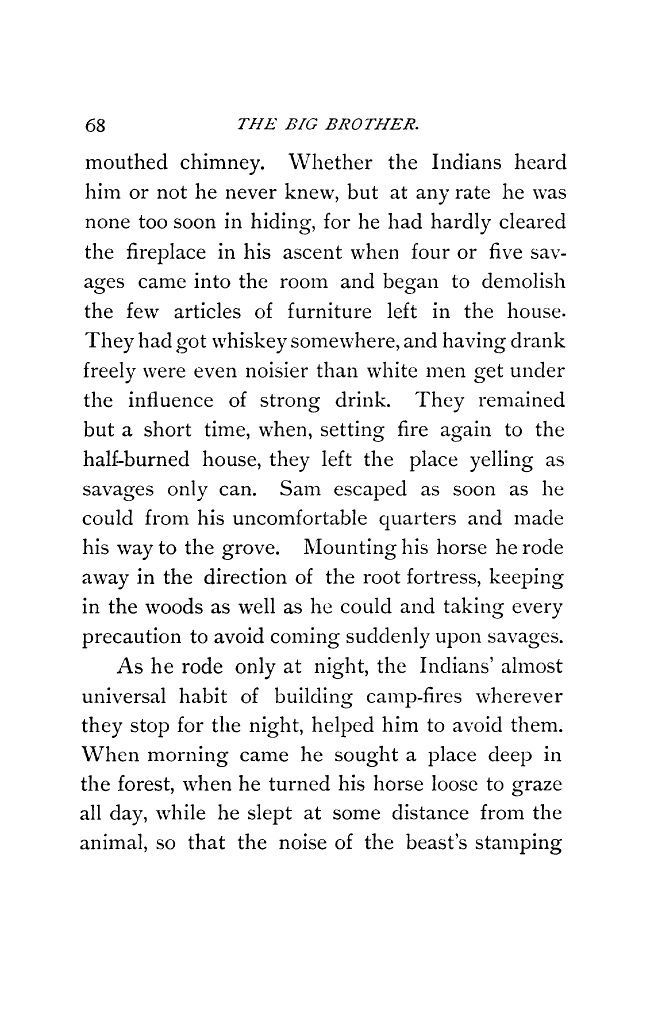 68 THE BIG BROTHER.
mouthed chimney. Whether the Indians heard
him or not he never knew, but at any rate he was
none too soon in hiding, for he had hardly cleared
the fireplace in his ascent when four or five sav-
ages came into the room and began to demolish
the few articles of furniture left in the house.
They had got whiskey somewhere, and having drank
freely were even noisier than white men get under
the influence of strong drink. They remained
but a short time, when, setting fire again to the
half-burned house, they left the place yelling as
savages only can. Sam escaped as soon as he
could from his uncomfortable quarters and made
his way to the grove. Mounting his horse he rode
away in the direction of the root fortress, keeping
in the woods as well as he could and taking every
precaution to avoid coming suddenly upon savages.
As he rode only at night, the Indians' almost
universal habit of building camp-fires wherever
they stop for the night, helped him to avoid them.
When morning came he sought a place deep in
the forest, when he turned his horse loose to graze
all day, while he slept at some distance from the
animal, so that the noise of the beast's stamping